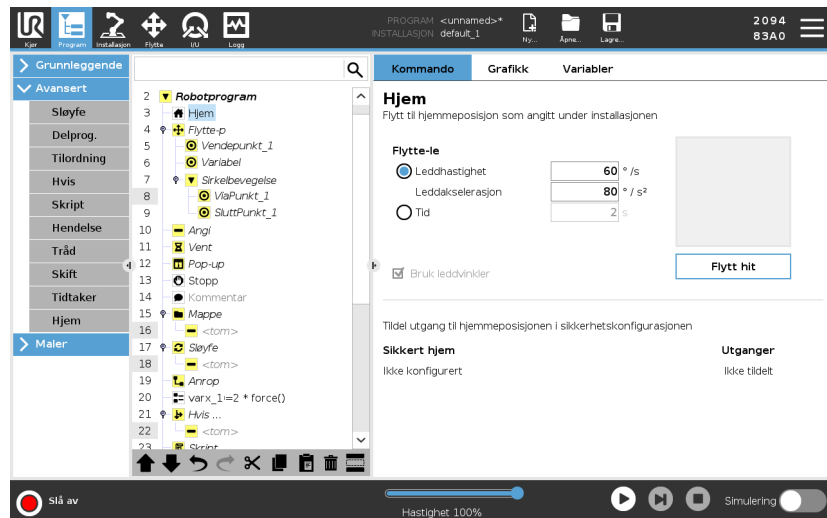 UR
Kjør
Program
Installasjon
Flytte
I/U
Logg
PROGRAM <unnamed>*
INSTALLASJON default_1
Ny...
Åpne...
Lagre...
2094
83A0
Grunnleggende
Avansert
Sløyfe
Delprog.
Tilordning
Hvis
Skript
Hendelse
Tråd
Skift
Tidtaker
Hjem
Maler
2 Robotprogram
3 Hjem
4 Flytte-p
5 Vendepunkt_1
6 Variabel
7 Sirkelbevegelse
8 ViaPunkt_1
9 SluttPunkt_1
10 Angi
11 Vent
12 Pop-up
13 Stopp
14 Kommentar
15 Mappe
16 <tom>
17 Sløyfe
18 <tom>
19 Anrop
20 varx_1≔2 * force()
21 Hvis ...
22 <tom>
23 Skript
Kommando
Grafikk
Variabler
Hjem
Flytt til hjemmeposisjon som angitt under installasjonen
Flytte-le
Leddhastighet 60 °/s
Leddakselerasjon 80 °/s²
Tid 2 s
Bruk leddvinkler
Flytt hit
Tildel utgang til hjemmeposisjonen i sikkerhetskonfigurasjonen
Sikkert hjem Utganger
Ikke konfigurert Ikke tildelt
Slå av
Hastighet 100%
Simulering